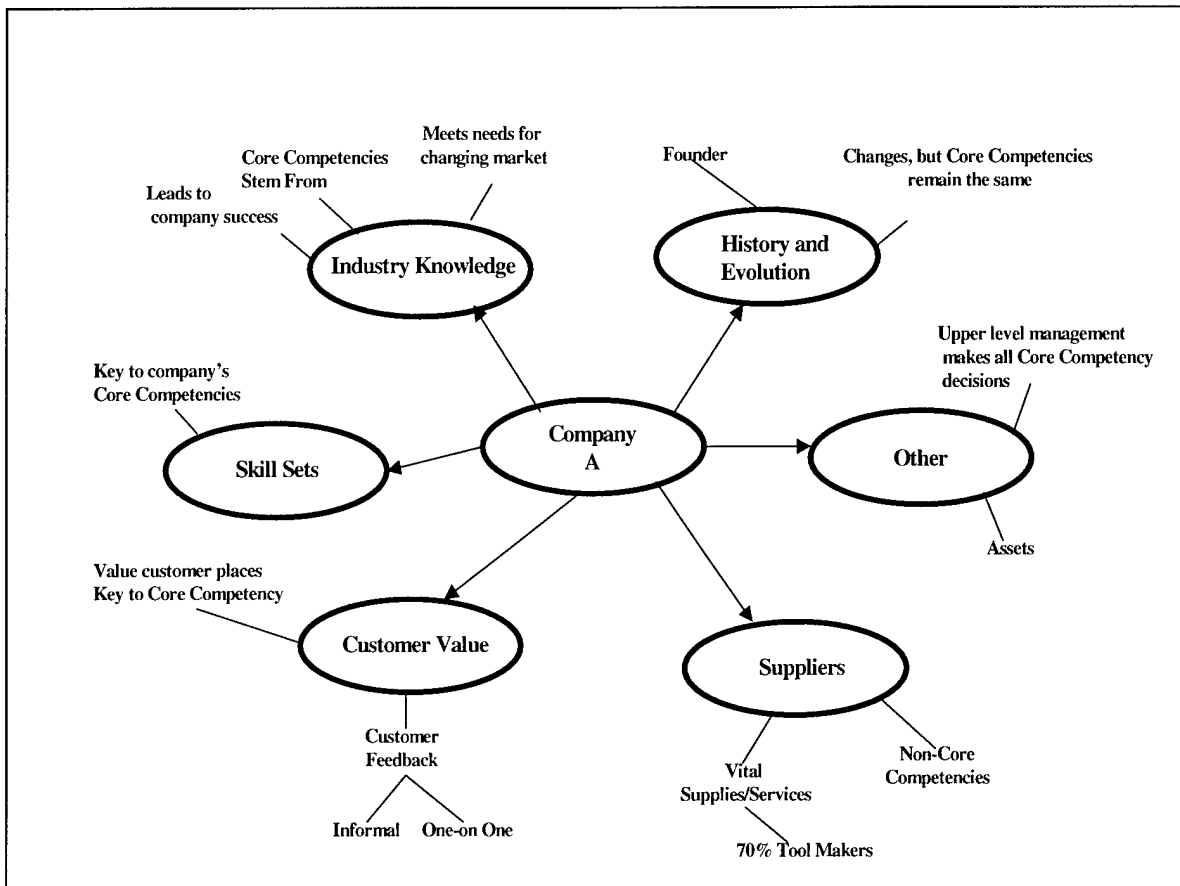 Meets needs for
changing market
Core Competencies
Stem From
Leads to
company success
Industry Knowledge
Founder
Changes, but Core Competencies
remain the same
History and
Evolution
Key to company's
Core Competencies
Skill Sets
Company
A
Upper level management
makes all Core Competency
decisions
Other
Assets
Value customer places
Key to Core Competency
Customer Value
Customer
Feedback
Informal
One-on One
Suppliers
Vital
Supplies/Services
70% Tool Makers
Non-Core
Competencies